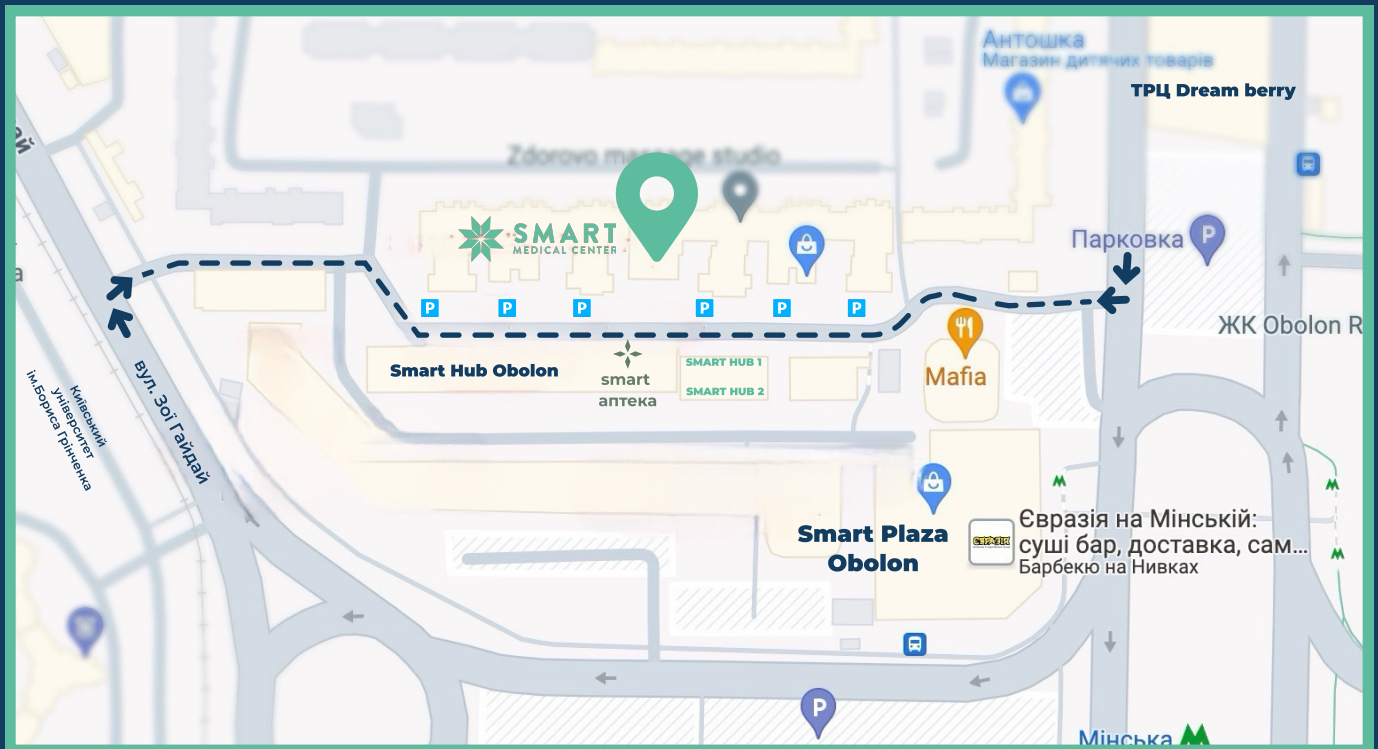 Антошка
Магазин дитячих товарів
ТРЦ Dream berry
ай
Zdorovo massage studio
P
Парковка
SMART
MEDICAL CENTER
а
P P P P P P
ЖК Obolon R
Smart Hub Obolon
smart
аптека
SMART HUB 1
SMART HUB 2
Mafia
вул. Зої Гайдай
Київський
університет
ім.Бориса Грінченка
Smart Plaza
Obolon
ЄВРАЗІЯ
Євразія на Мінській:
суші бар, доставка, сам...
Барбекю на Нивках
P
Мінська